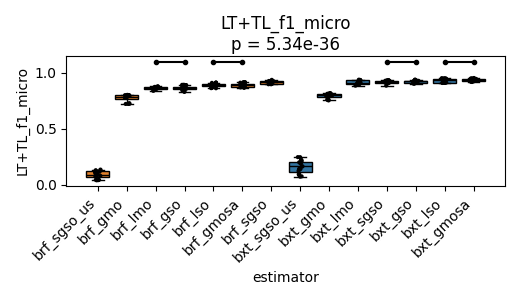 LT+TL_f1_micro
p = 5.34e-36
LT+TL_f1_micro
1.0
0.5
0.0
brf_sgso_us
brf_gmo
brf_lmo
brf_gso
brf_lso
brf_gmosa
brf_sgso
bxt_sgso_us
bxt_gmo
bxt_lmo
bxt_sgso
bxt_gso
bxt_lso
bxt_gmosa
estimator